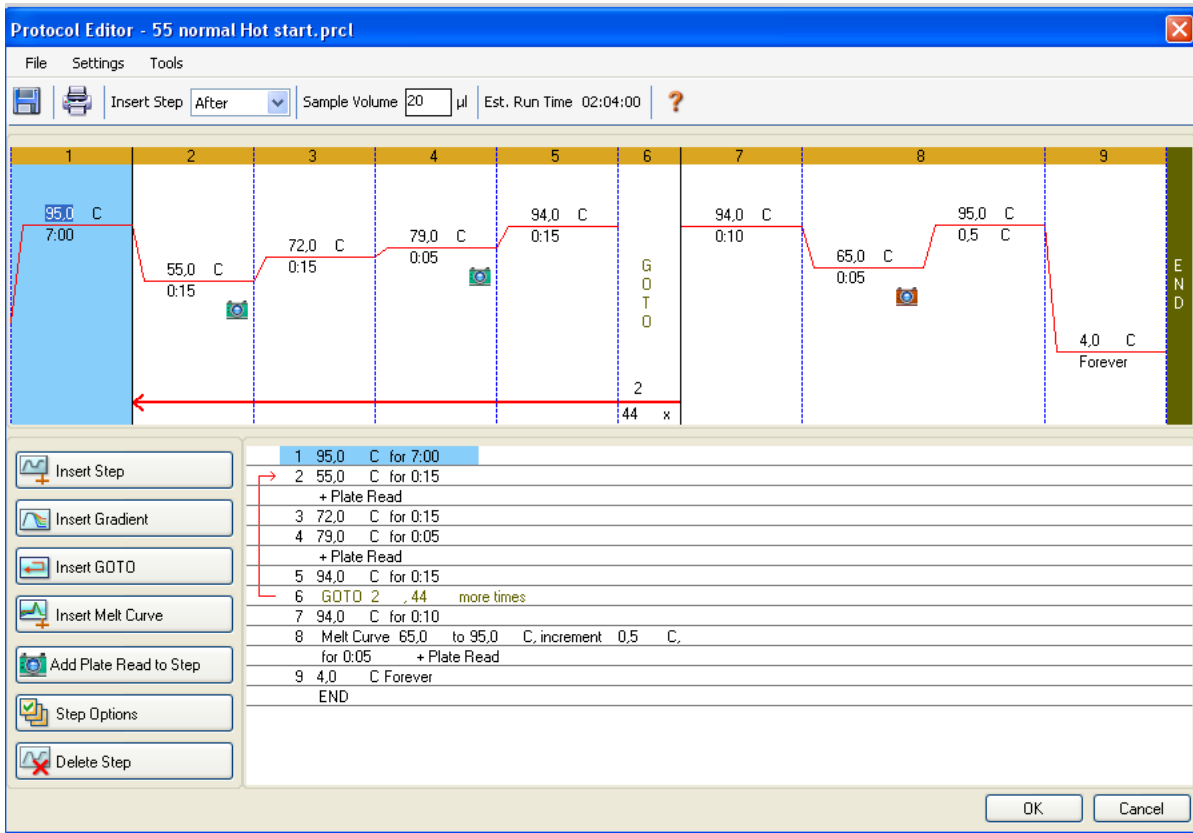 Protocol Editor - 55 normal Hot start.prcl
File Settings Tools
Insert Step After Sample Volume 20 µl Est. Run Time 02:04:00 ?
1 2 3 4 5 6 7 8 9
95,0 C
7:00
55,0 C
0:15
72,0 C
0:15
79,0 C
0:05
94,0 C
0:15
GOTO
2
44 x
94,0 C
0:10
65,0 C
0:05
95,0 C
0,5 C
4,0 C
Forever
END
Insert Step
Insert Gradient
Insert GOTO
Insert Melt Curve
Add Plate Read to Step
Step Options
Delete Step
1 95,0 C for 7:00
2 55,0 C for 0:15
+ Plate Read
3 72,0 C for 0:15
4 79,0 C for 0:05
+ Plate Read
5 94,0 C for 0:15
6 GOTO 2 , 44 more times
7 94,0 C for 0:10
8 Melt Curve 65,0 to 95,0 C, increment 0,5 C,
for 0:05 + Plate Read
9 4,0 C Forever
END
OK Cancel